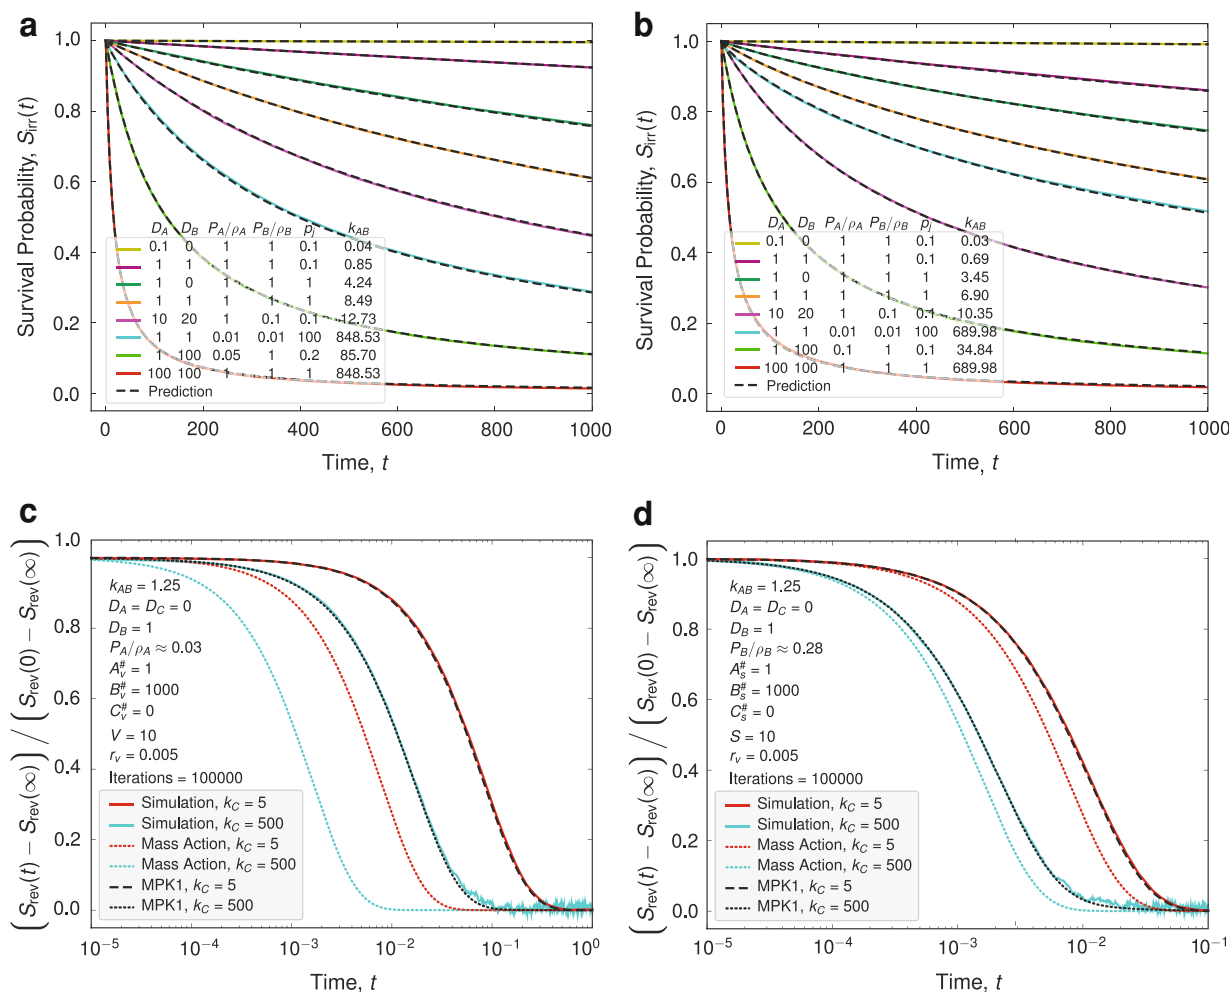 a
Survival Probability, S_irr(t)
1.0
0.8
0.6
0.4
0.2
0.0
D_A D_B P_A/ρ_A P_B/ρ_B p_j k_AB
0.1 0 1 1 0.1 0.04
1 1 1 1 0.1 0.85
1 0 1 1 1 4.24
1 1 1 1 1 8.49
10 20 1 0.1 0.1 12.73
1 1 0.01 0.01 100 848.53
1 100 0.05 1 0.2 85.70
100 100 1 1 1 848.53
Prediction
0 200 400 600 800 1000
Time, t
b
Survival Probability, S_irr(t)
1.0
0.8
0.6
0.4
0.2
0.0
D_A D_B P_A/ρ_A P_B/ρ_B p_j k_AB
0.1 0 1 1 0.1 0.03
1 1 1 1 0.1 0.69
1 0 1 1 1 3.45
1 1 1 1 1 6.90
10 20 1 0.1 0.1 10.35
1 1 0.01 0.01 100 689.98
1 100 0.1 1 0.1 34.84
100 100 1 1 1 689.98
Prediction
0 200 400 600 800 1000
Time, t
c
(S_rev(t) − S_rev(∞)) / (S_rev(0) − S_rev(∞))
1.0
1.0
0.8
0.6
0.4
0.2
0.0
k_AB = 1.25
D_A = D_C = 0
D_B = 1
P_A/ρ_A ≈ 0.03
A_v^# = 1
B_v^# = 1000
C_v^# = 0
V = 10
r_v = 0.005
Iterations = 100000
Simulation, k_C = 5
Simulation, k_C = 500
Mass Action, k_C = 5
Mass Action, k_C = 500
MPK1, k_C = 5
MPK1, k_C = 500
10^−5 10^−4 10^−3 10^−2 10^−1 10^0
Time, t
d
(S_rev(t) − S_rev(∞)) / (S_rev(0) − S_rev(∞))
1.0
0.8
0.6
0.4
0.2
0.0
k_AB = 1.25
D_A = D_C = 0
D_B = 1
P_B/ρ_B ≈ 0.28
A_s^# = 1
B_s^# = 1000
C_s^# = 0
S = 10
r_v = 0.005
Iterations = 100000
Simulation, k_C = 5
Simulation, k_C = 500
Mass Action, k_C = 5
Mass Action, k_C = 500
MPK1, k_C = 5
MPK1, k_C = 500
10^−5 10^−4 10^−3 10^−2 10^−1
Time, t